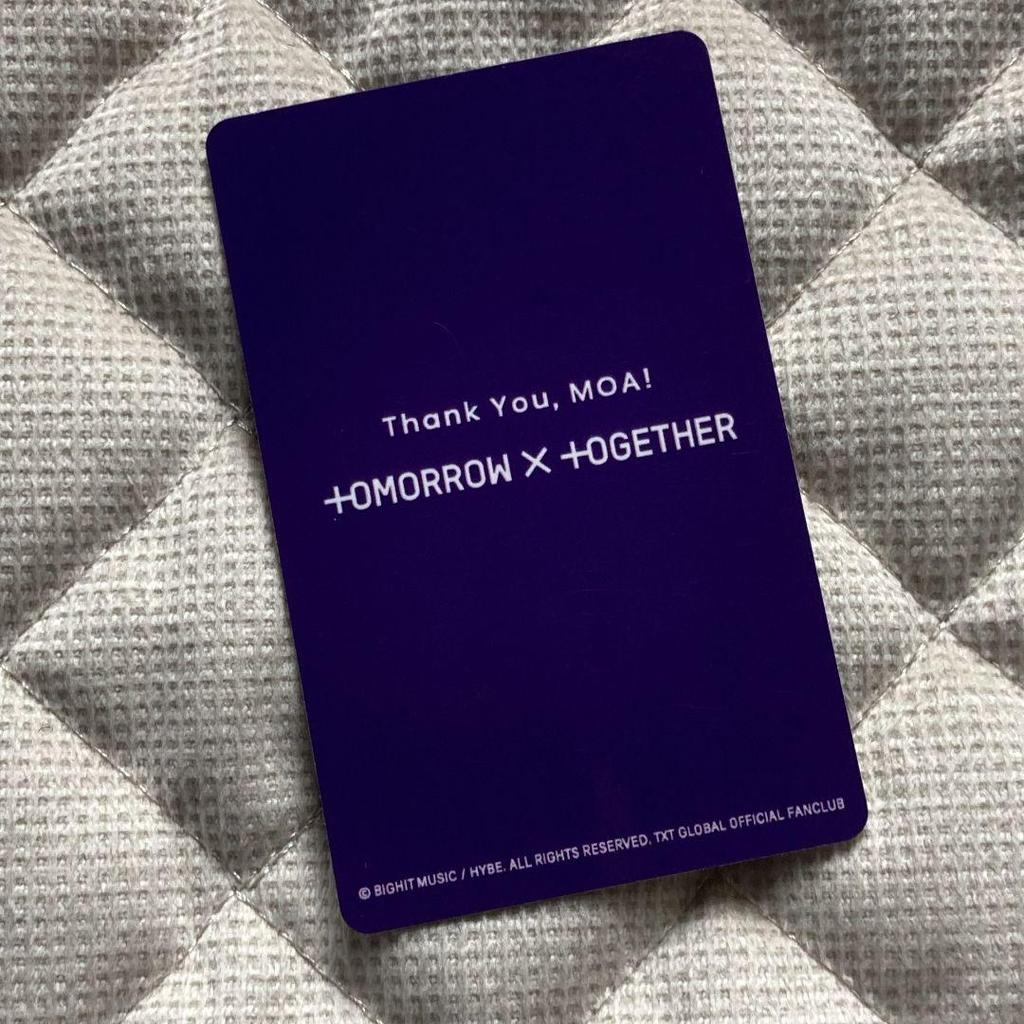 Thank You, MOA!
TOMORROW X TOGETHER
© BIGHIT MUSIC / HYBE. ALL RIGHTS RESERVED. TXT GLOBAL OFFICIAL FANCLUB